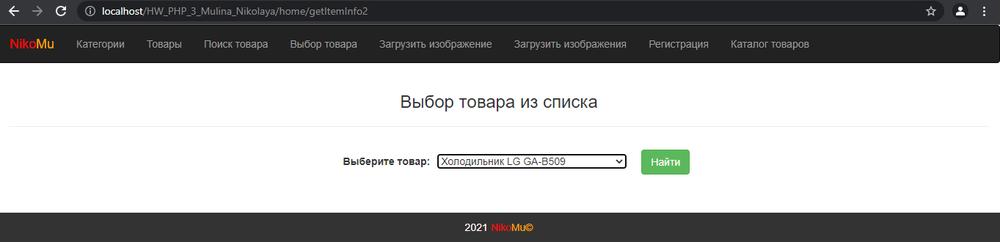 localhost/HW_PHP_3_Mulina_Nikolaya/home/getItemInfo2
NikoMu Категории Товары Поиск товара Выбор товара Загрузить изображение Загрузить изображения Регистрация Каталог товаров
Выбор товара из списка
Выберите товар: Холодильник LG GA-B509 Найти
2021 NikoMu©